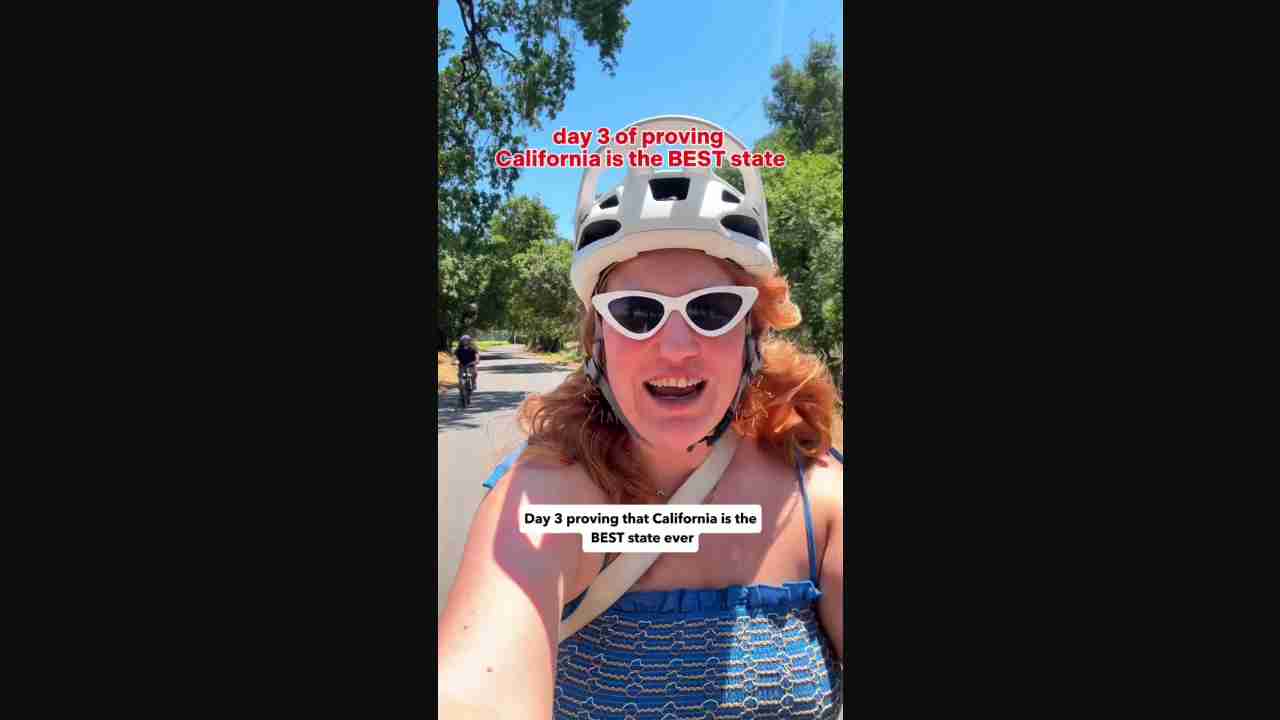 day 3 of proving
California is the BEST state
Day 3 proving that California is the
BEST state ever